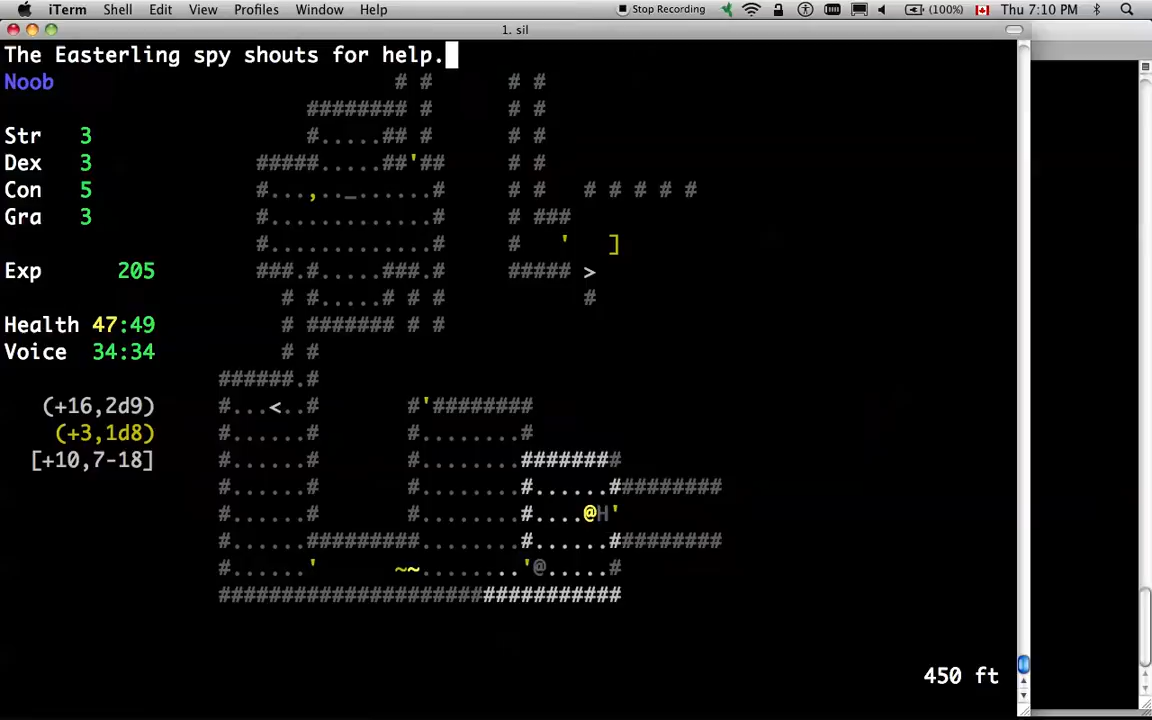 iTerm Shell Edit View Profiles Window Help Stop Recording (100%) Thu 7:10 PM
1. sil
The Easterling spy shouts for help.
Noob # # # #
######## # # #
Str 3 #.....## # # #
Dex 3 #####.....##'## # #
Con 5 #...,.._......# # # # # # # #
Gra 3 #.............# # ###
#.............# # ' ]
Exp 205 ###.#.....###.# ##### >
# #.....# # # #
Health 47:49 # ####### # #
Voice 34:34 # #
######.#
(+16,2d9) #...<..# #'########
(+3,1d8) #......# #........#
[+10,7-18] #......# #........########
#......# #........#......#########
#......# #........#....@H'
#......#########........#......#########
#......' ~~........'@.....#
################################
450 ft